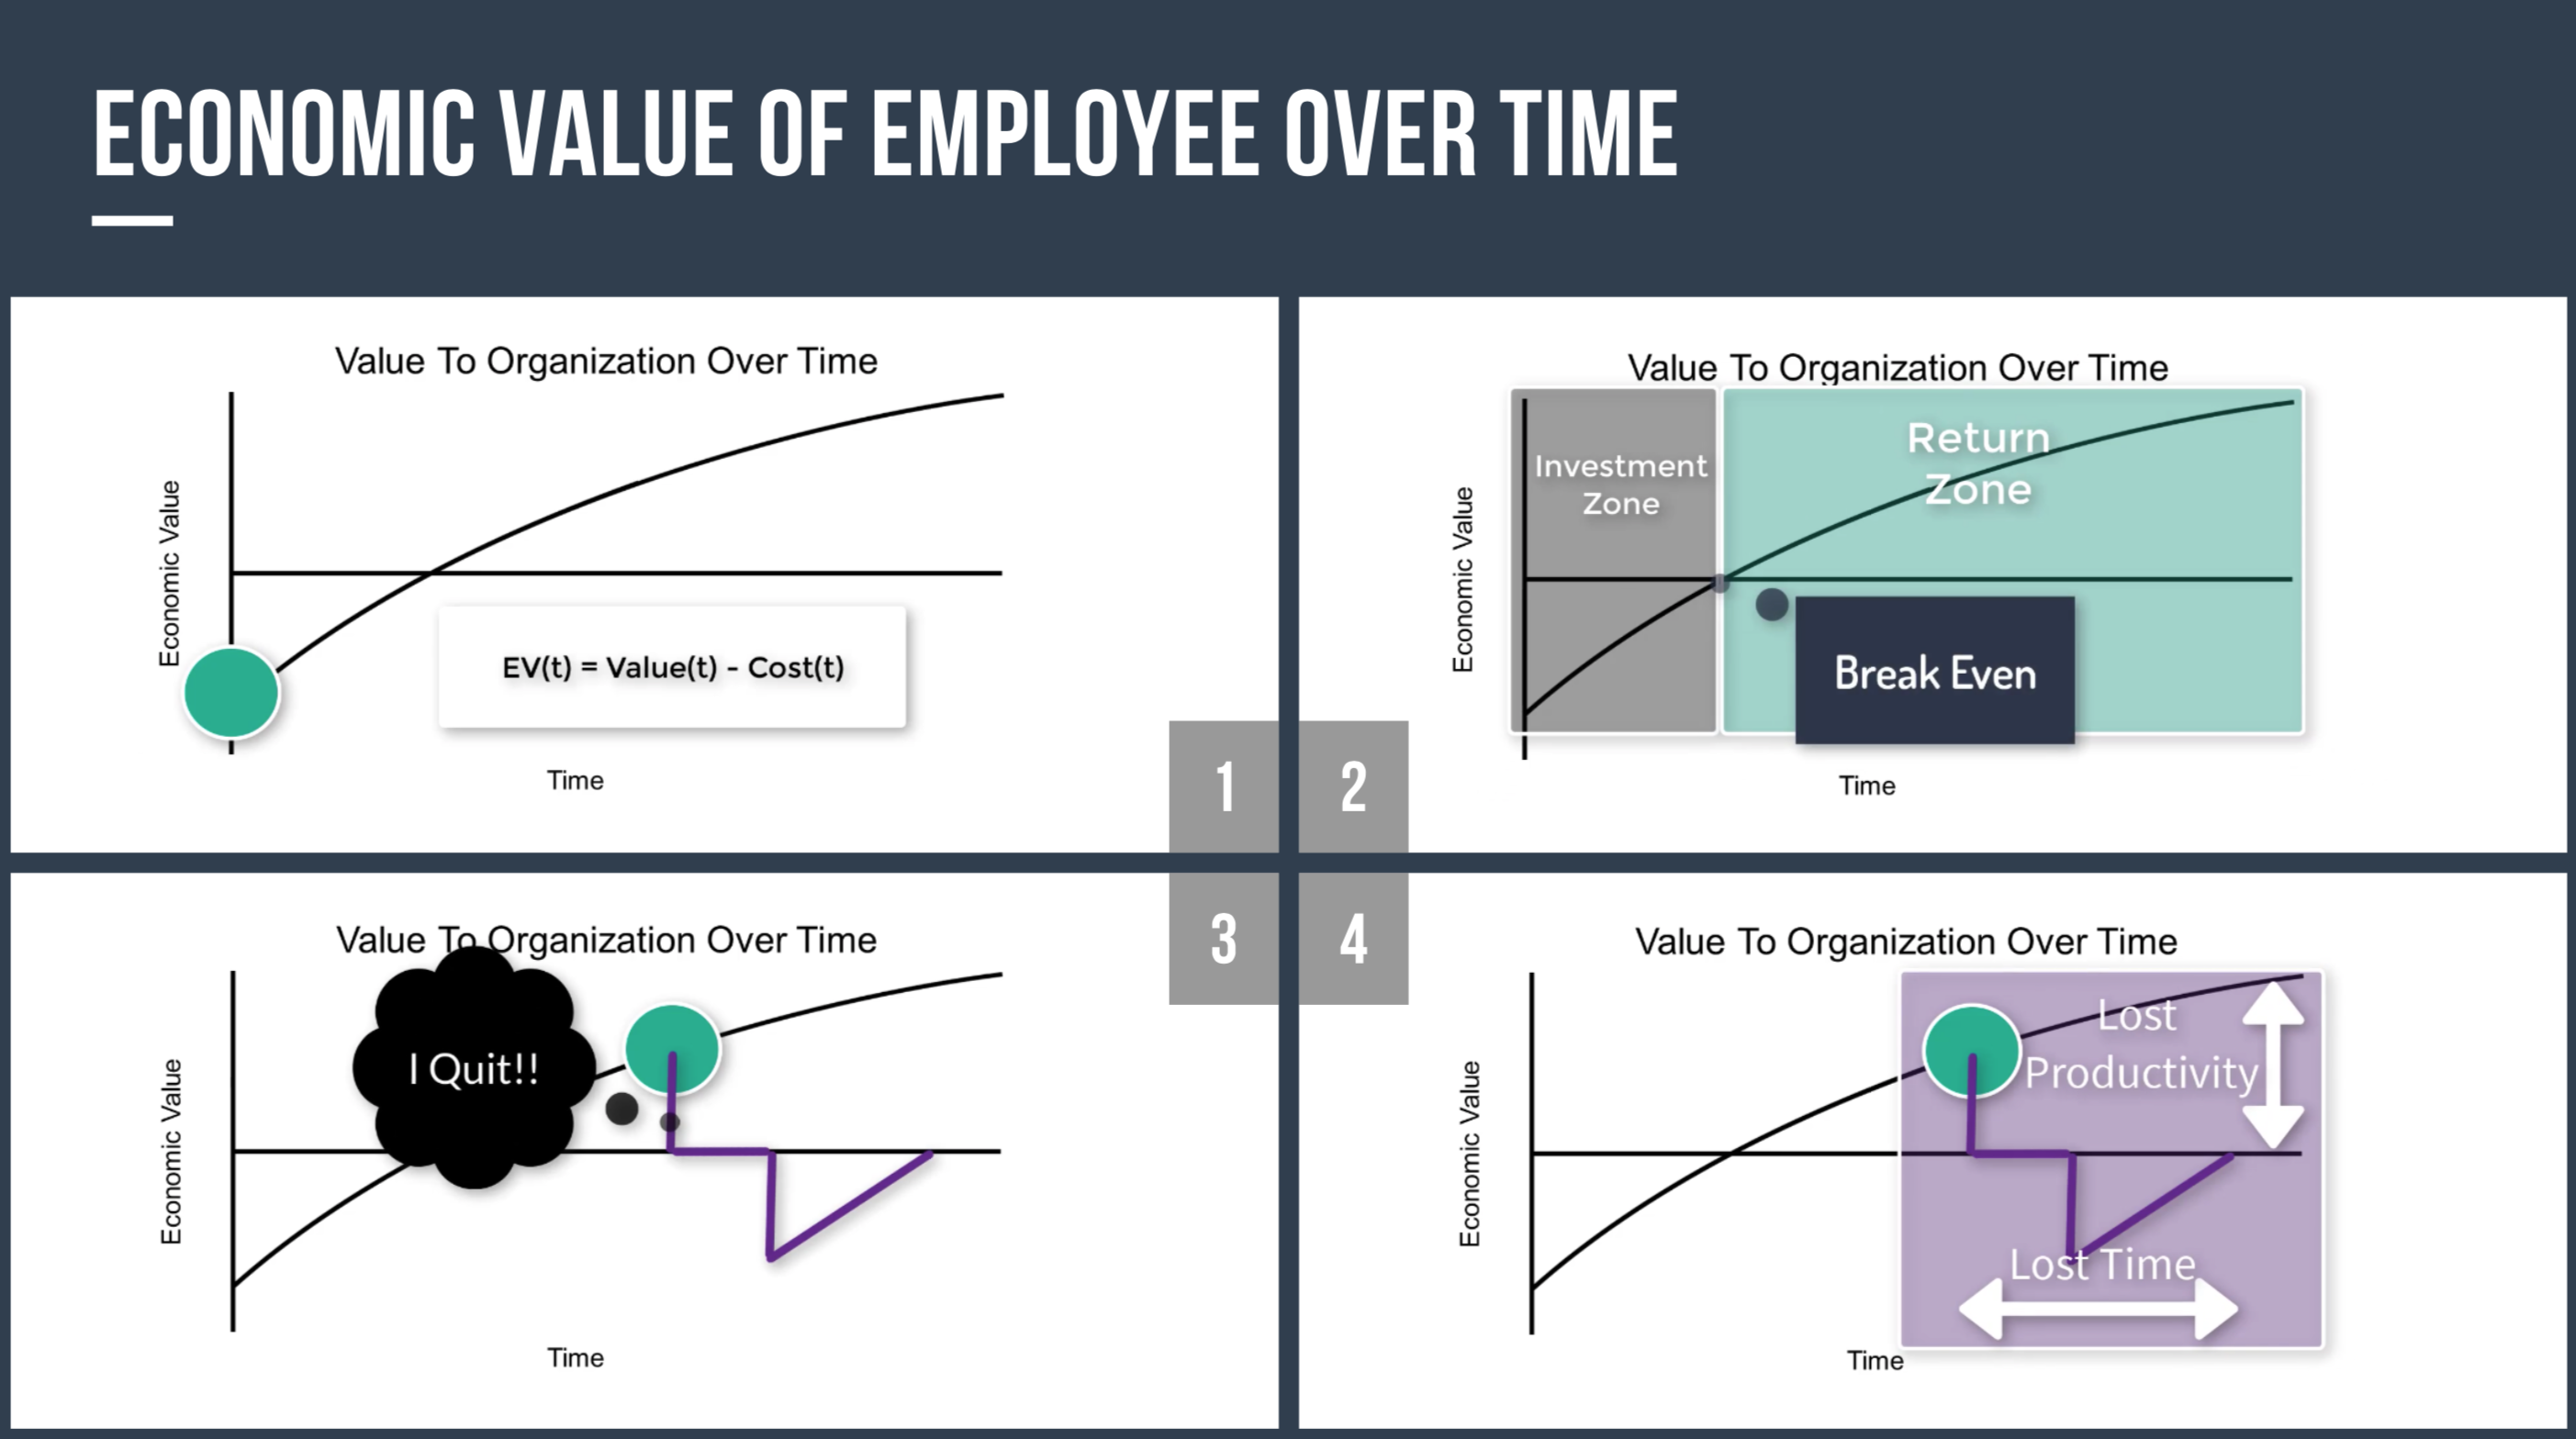 ECONOMIC VALUE OF EMPLOYEE OVER TIME
Value To Organization Over Time
Economic Value
EV(t) = Value(t) - Cost(t)
Time
1
Value To Organization Over Time
Economic Value
Investment
Zone
Return
Zone
Break Even
Time
2
Value To Organization Over Time
Economic Value
I Quit!!
Time
3
Value To Organization Over Time
Economic Value
Lost
Productivity
Lost Time
Time
4